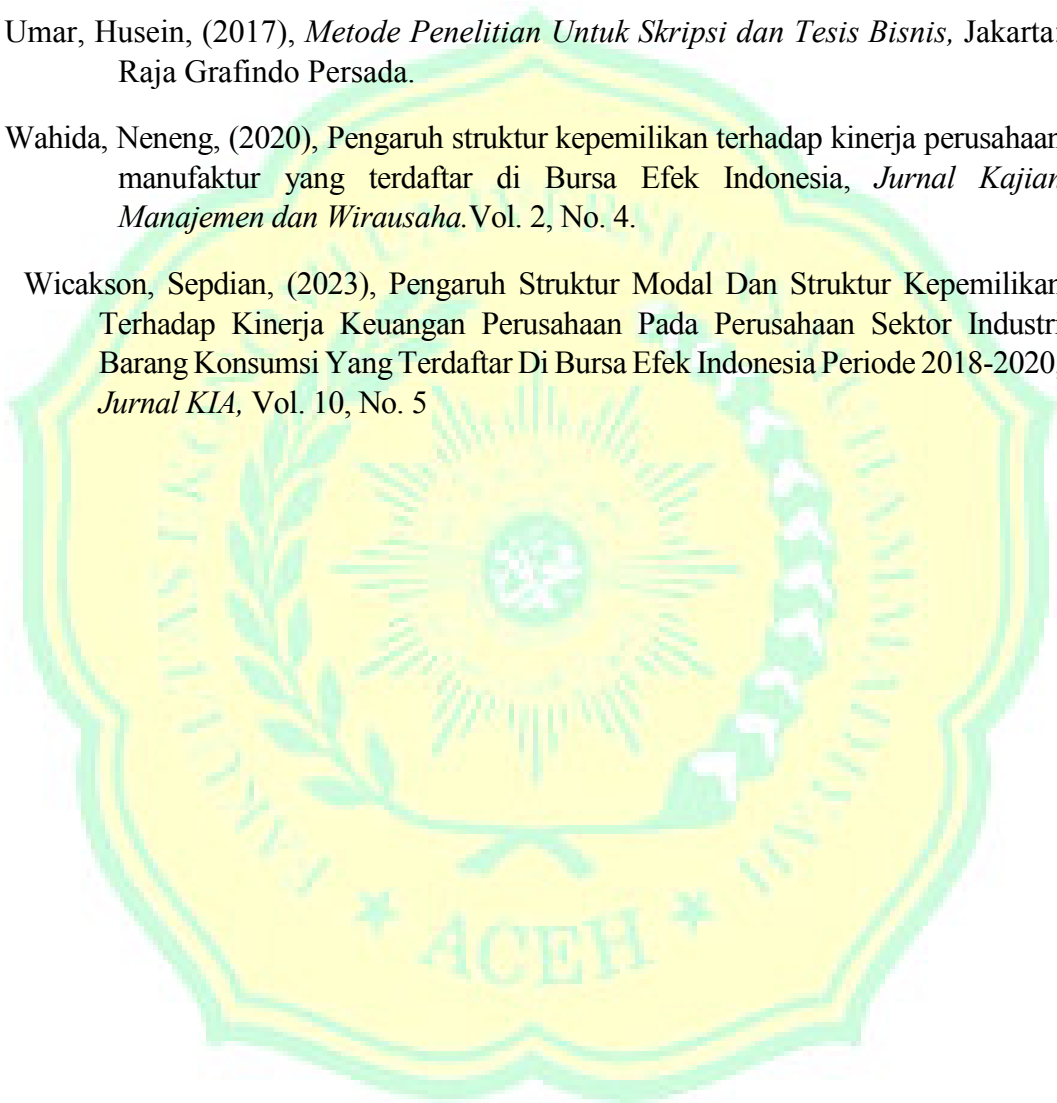 Umar, Husein, (2017), Metode Penelitian Untuk Skripsi dan Tesis Bisnis, Jakarta:
Raja Grafindo Persada.
Wahida, Neneng, (2020), Pengaruh struktur kepemilikan terhadap kinerja perusahaan
manufaktur yang terdaftar di Bursa Efek Indonesia, Jurnal Kajian
Manajemen dan Wirausaha.Vol. 2, No. 4.
Wicakson, Sepdian, (2023), Pengaruh Struktur Modal Dan Struktur Kepemilikan
Terhadap Kinerja Keuangan Perusahaan Pada Perusahaan Sektor Industri
Barang Konsumsi Yang Terdaftar Di Bursa Efek Indonesia Periode 2018-2020,
Jurnal KIA, Vol. 10, No. 5
ACEH